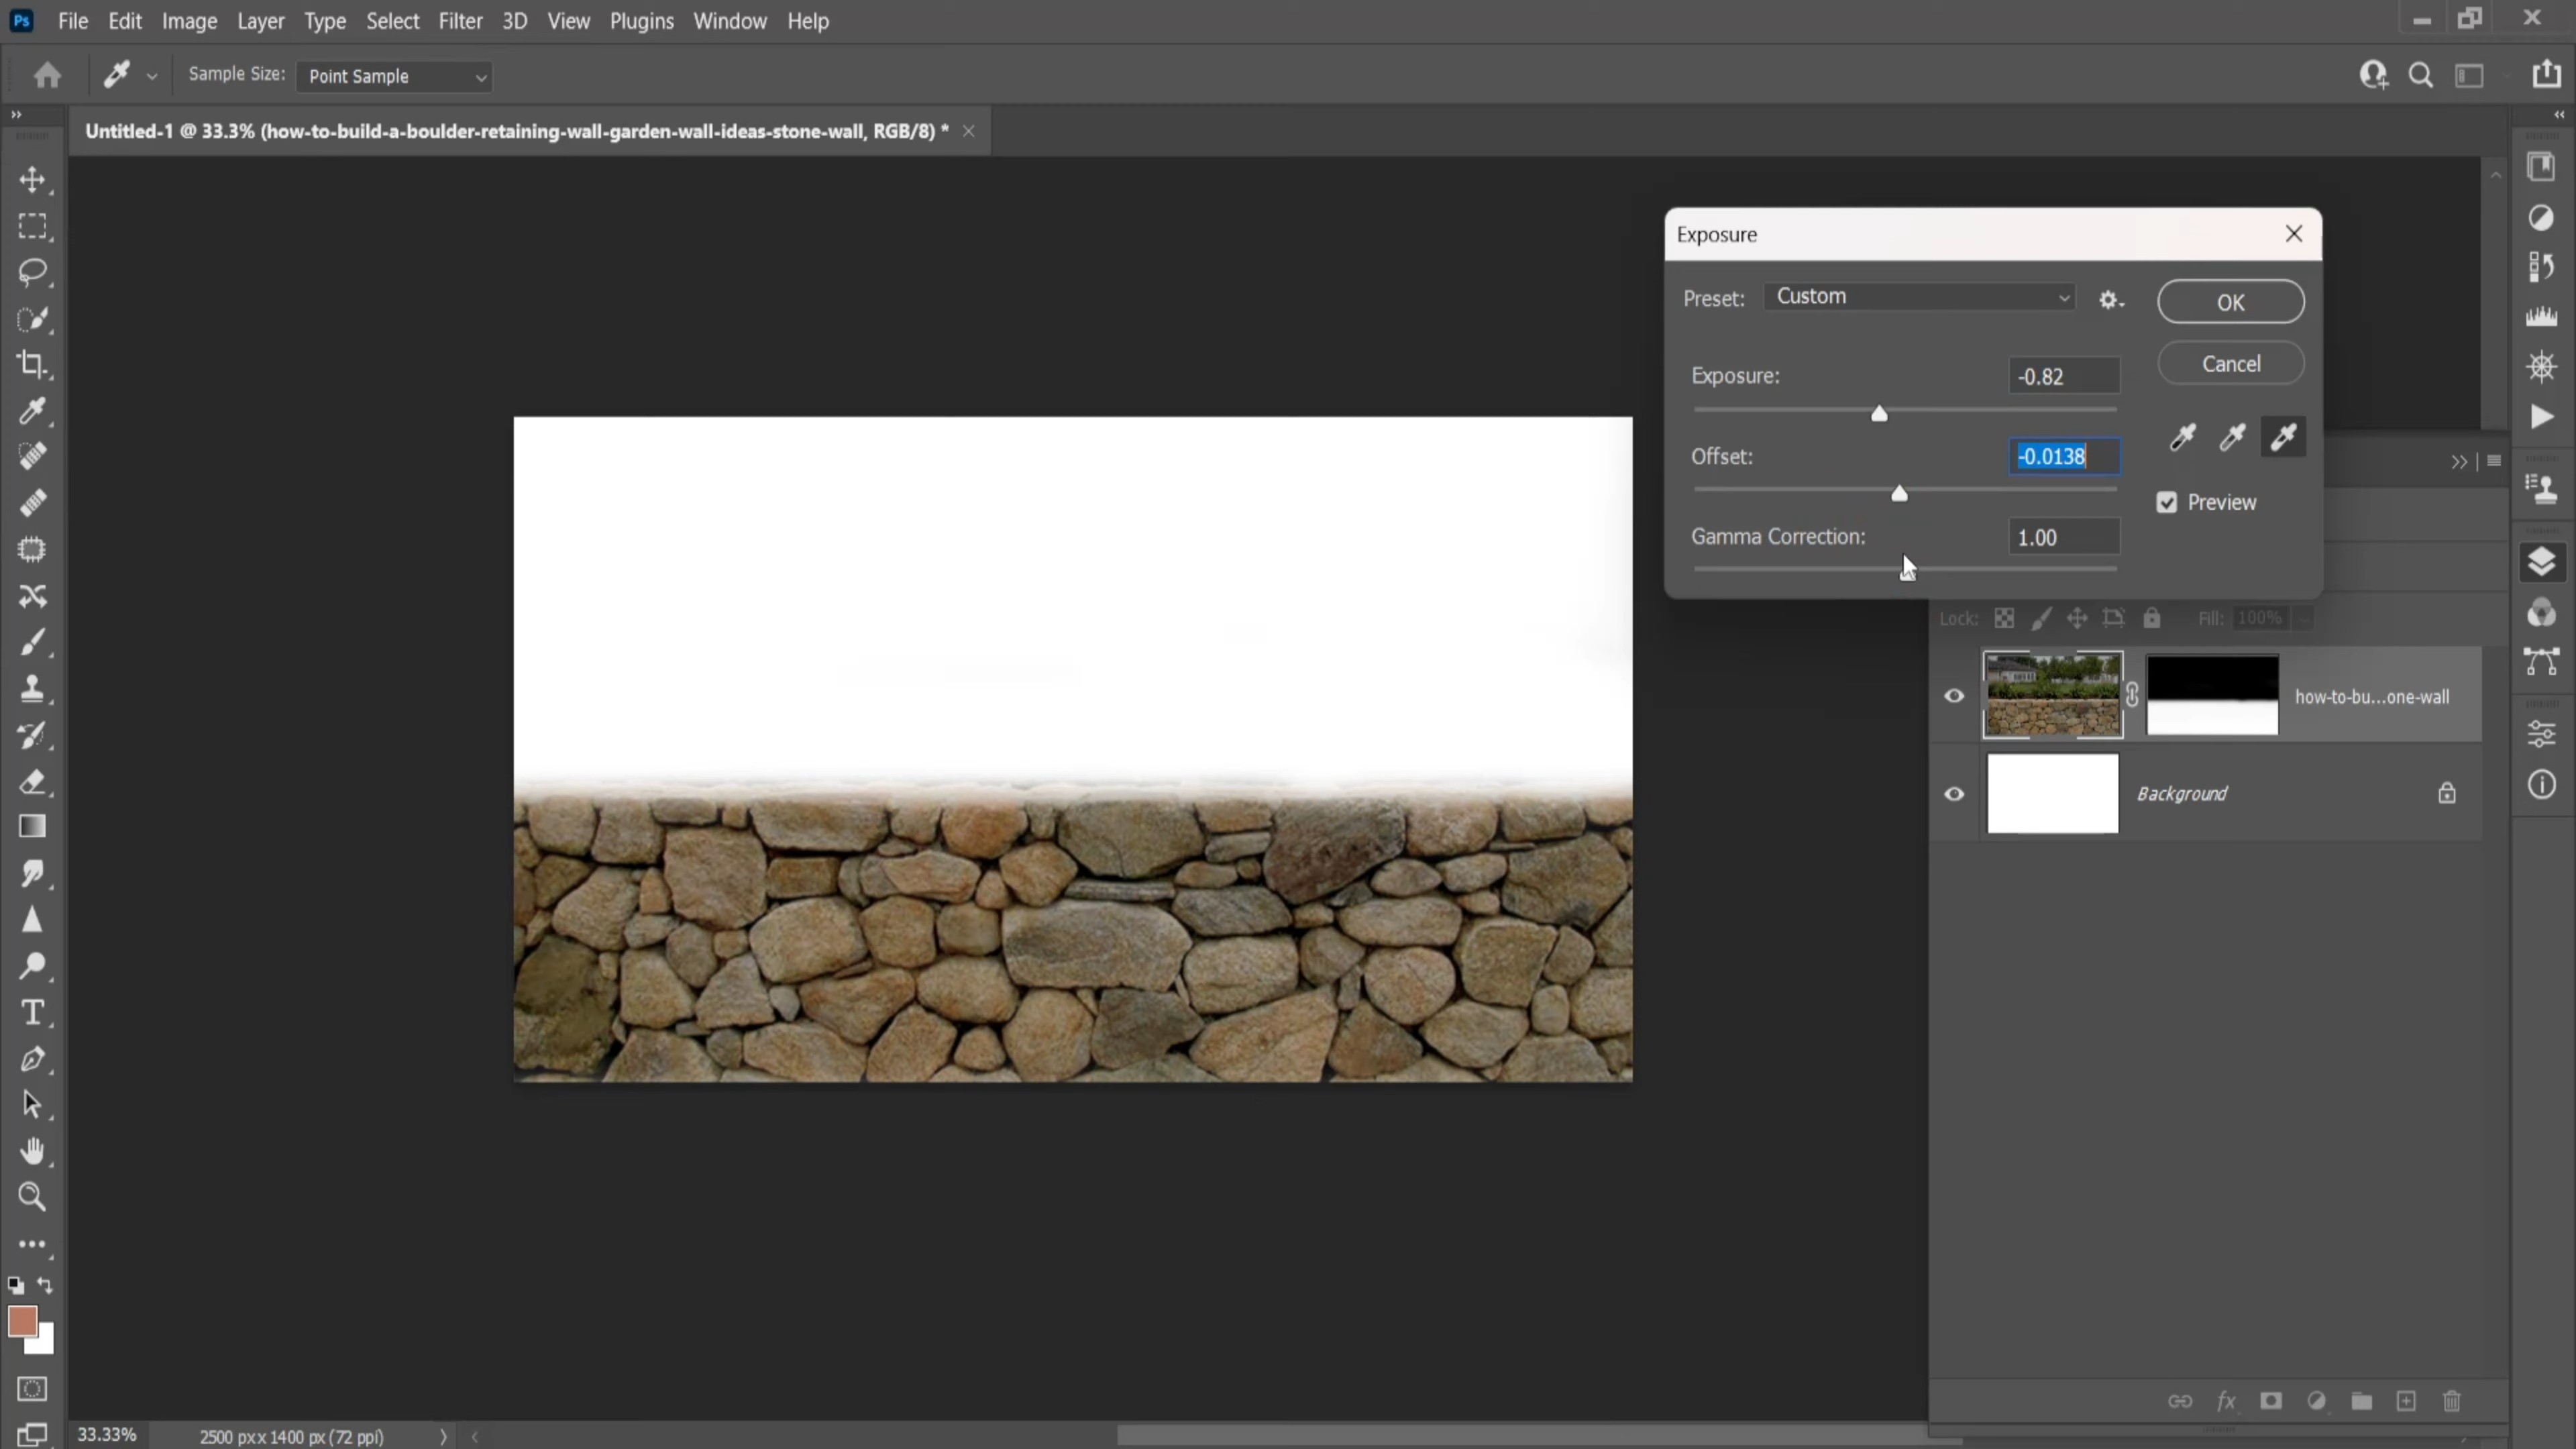 Ps File Edit Image Layer Type Select Filter 3D View Plugins Window Help
Sample Size: Point Sample
Untitled-1 @ 33.3% (how-to-build-a-boulder-retaining-wall-garden-wall-ideas-stone-wall, RGB/8) *
Exposure
Preset: Custom
OK
Exposure: -0.82
Cancel
Offset: -0.0138
Preview
Gamma Correction: 1.00
Lock: Fill: 100%
how-to-bu...one-wall
Background
fx
33.33% 2500 px x 1400 px (72 ppi)